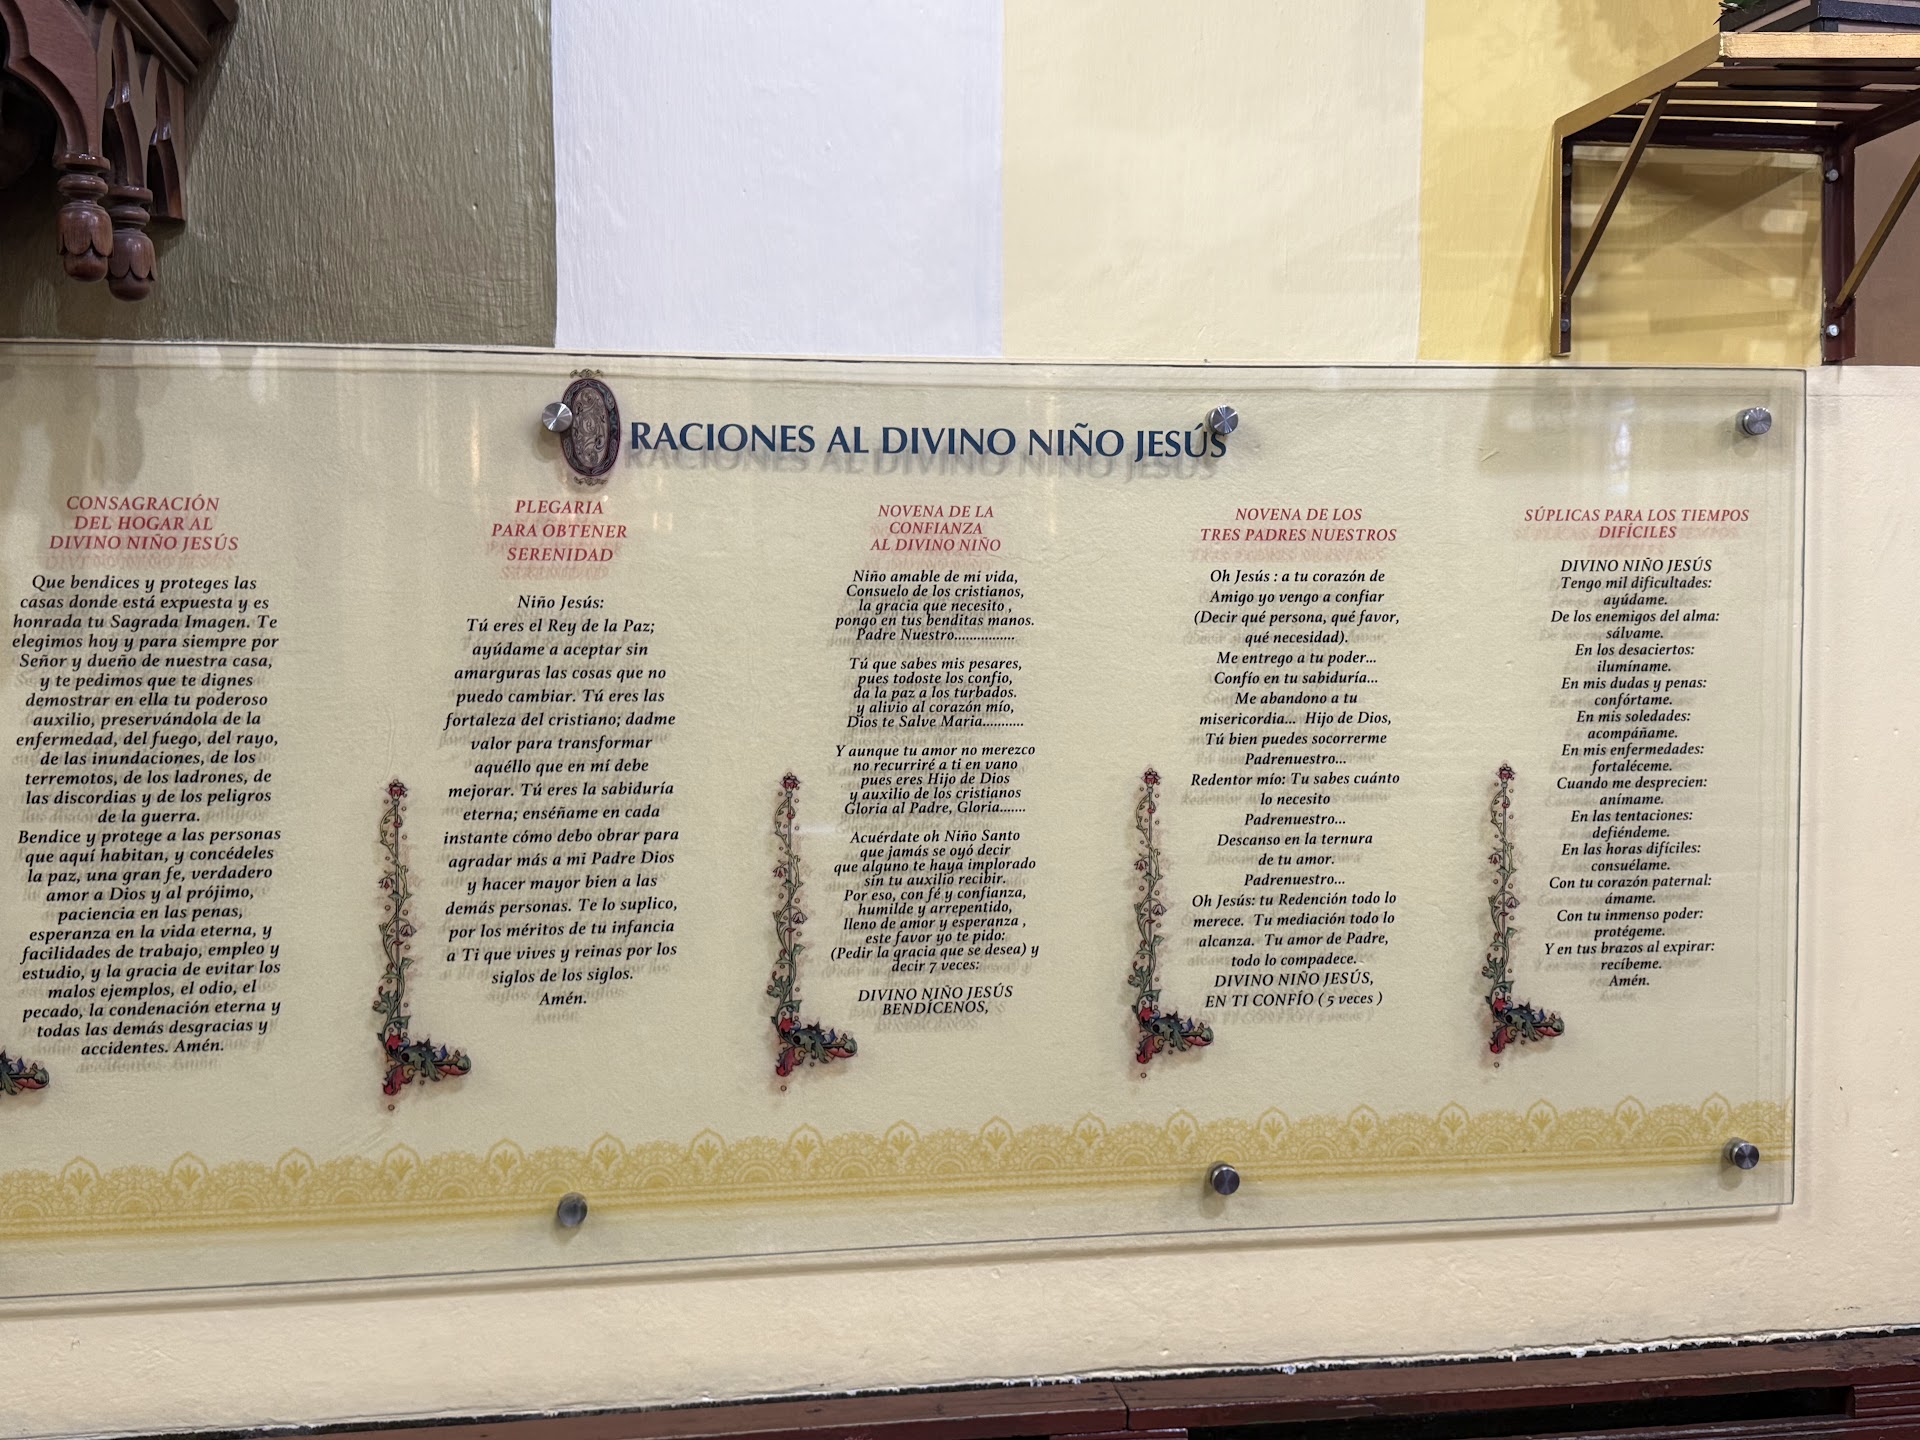 ORACIONES AL DIVINO NIÑO JESÚS
CONSAGRACIÓN
DEL HOGAR AL
DIVINO NIÑO JESÚS
Que bendices y proteges las
casas donde está expuesta y es
honrada tu Sagrada Imagen. Te
elegimos hoy y para siempre por
Señor y dueño de nuestra casa,
y te pedimos que te dignes
demostrar en ella tu poderoso
auxilio, preservándola de la
enfermedad, del fuego, del rayo,
de las inundaciones, de los
terremotos, de los ladrones, de
las discordias y de los peligros
de la guerra.
Bendice y protege a las personas
que aquí habitan, y concédeles
la paz, una gran fe, verdadero
amor a Dios y al prójimo,
paciencia en las penas,
esperanza en la vida eterna, y
facilidades de trabajo, empleo y
estudio, y la gracia de evitar los
malos ejemplos, el odio, el
pecado, la condenación eterna y
todas las demás desgracias y
accidentes. Amén.
PLEGARIA
PARA OBTENER
SERENIDAD
Niño Jesús:
Tú eres el Rey de la Paz;
ayúdame a aceptar sin
amarguras las cosas que no
puedo cambiar. Tú eres las
fortaleza del cristiano; dadme
valor para transformar
aquéllo que en mí debe
mejorar. Tú eres la sabiduría
eterna; enséñame en cada
instante cómo debo obrar para
agradar más a mi Padre Dios
y hacer mayor bien a las
demás personas. Te lo suplico,
por los méritos de tu infancia
a Ti que vives y reinas por los
siglos de los siglos.
Amén.
NOVENA DE LA
CONFIANZA
AL DIVINO NIÑO
Niño amable de mi vida,
Consuelo de los cristianos,
la gracia que necesito ,
pongo en tus benditas manos.
Padre Nuestro................
Tú que sabes mis pesares,
pues todoste los confio,
da la paz a los turbados.
y alivio al corazón mío,
Dios te Salve Maria...........
Y aunque tu amor no merezco
no recurriré a ti en vano
pues eres Hijo de Dios
y auxilio de los cristianos
Gloria al Padre, Gloria.......
Acuérdate oh Niño Santo
que jamás se oyó decir
que alguno te haya implorado
sin tu auxilio recibir.
Por eso, con fé y confianza,
humilde y arrepentido,
lleno de amor y esperanza ,
este favor yo te pido:
(Pedir la gracia que se desea) y
decir 7 veces:
DIVINO NIÑO JESÚS
BENDÍCENOS,
NOVENA DE LOS
TRES PADRES NUESTROS
Oh Jesús : a tu corazón de
Amigo yo vengo a confiar
(Decir qué persona, qué favor,
qué necesidad).
Me entrego a tu poder...
Confío en tu sabiduría...
Me abandono a tu
misericordia... Hijo de Dios,
Tú bien puedes socorrerme
Padrenuestro...
Redentor mío: Tu sabes cuánto
lo necesito
Padrenuestro...
Descanso en la ternura
de tu amor.
Padrenuestro...
Oh Jesús: tu Redención todo lo
merece. Tu mediación todo lo
alcanza. Tu amor de Padre,
todo lo compadece.
DIVINO NIÑO JESÚS,
EN TI CONFÍO ( 5 veces )
SÚPLICAS PARA LOS TIEMPOS
DIFÍCILES
DIVINO NIÑO JESÚS
Tengo mil dificultades:
ayúdame.
De los enemigos del alma:
sálvame.
En los desaciertos:
ilumíname.
En mis dudas y penas:
confórtame.
En mis soledades:
acompáñame.
En mis enfermedades:
fortaléceme.
Cuando me desprecien:
anímame.
En las tentaciones:
defiéndeme.
En las horas difíciles:
consuélame.
Con tu corazón paternal:
ámame.
Con tu inmenso poder:
protégeme.
Y en tus brazos al expirar:
recíbeme.
Amén.